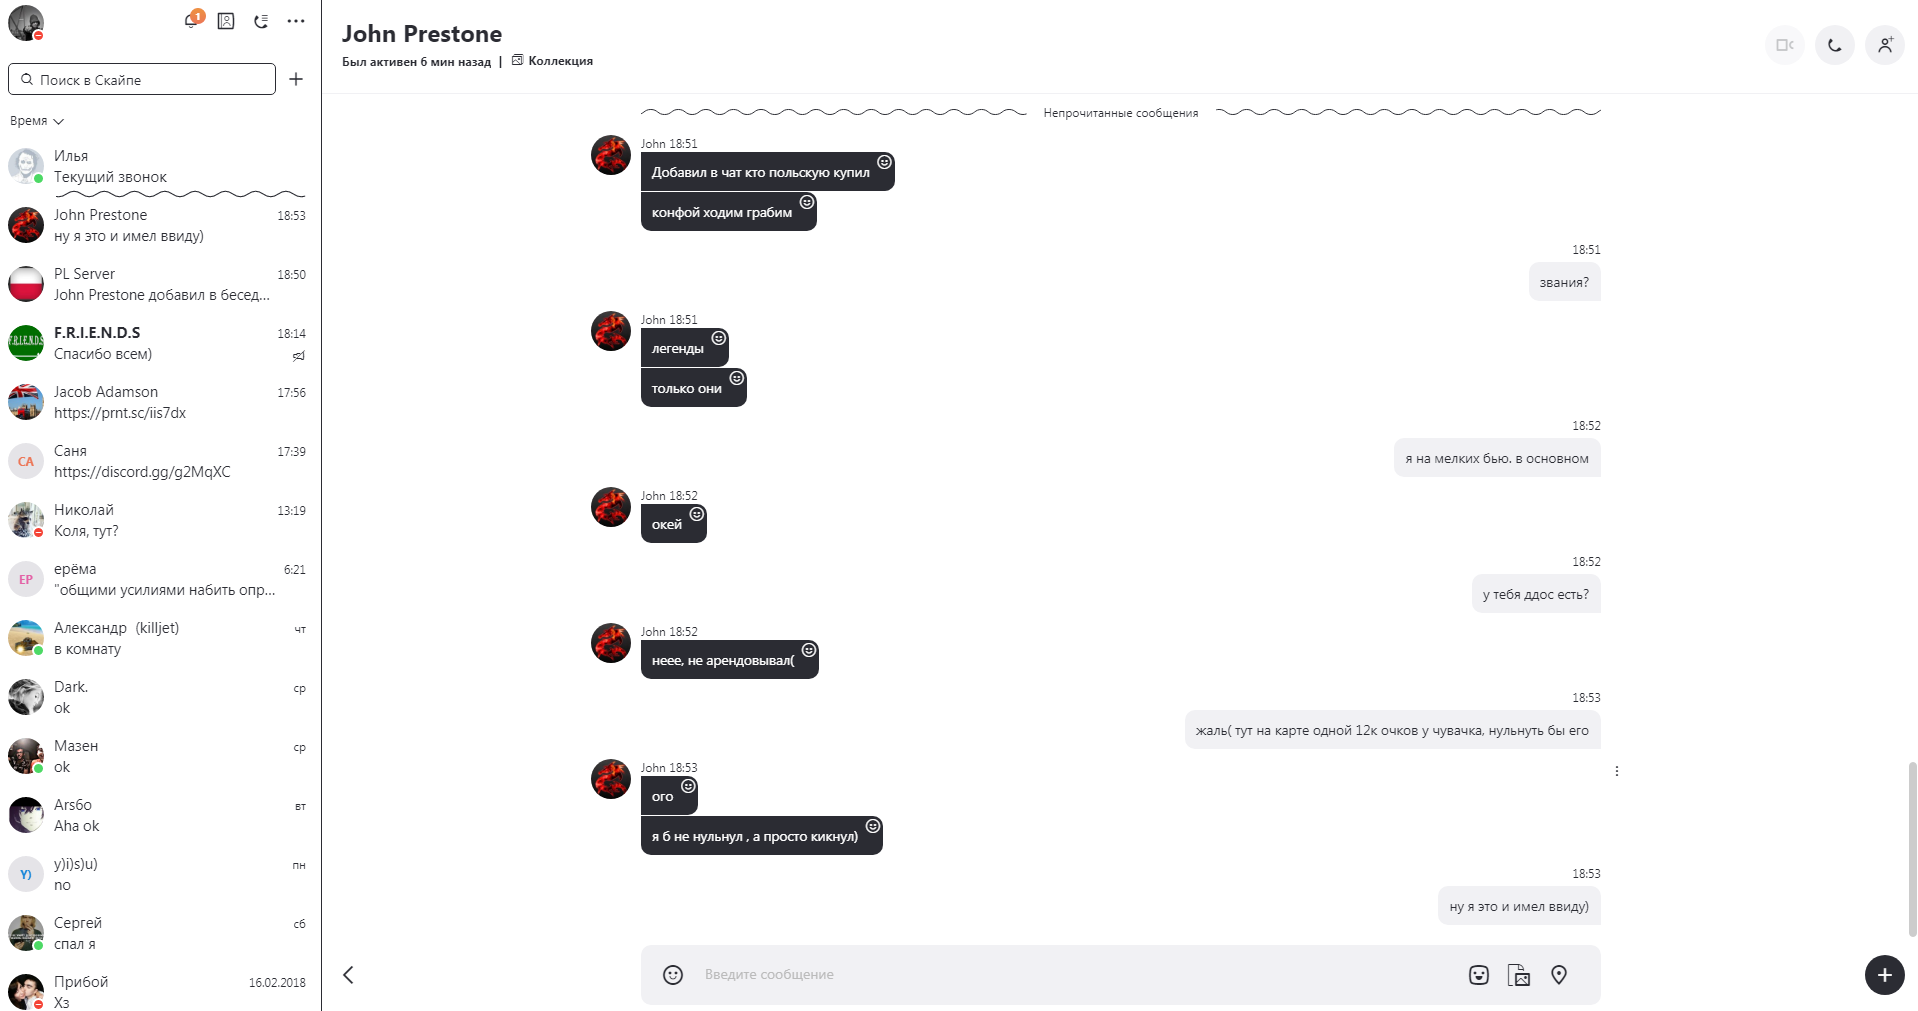 1
Поиск в Скайпе
Время
Илья
Текущий звонок
John Prestone 18:53
ну я это и имел ввиду)
PL Server 18:50
John Prestone добавил в бесед...
F.R.I.E.N.D.S 18:14
Спасибо всем)
Jacob Adamson 17:56
https://prnt.sc/iis7dx
CA
Саня 17:39
https://discord.gg/g2MqXC
Николай 13:19
Коля, тут?
ЕР
ерёма 6:21
"общими усилиями набить опр...
Александр (killjet) чт
в комнату
Dark. ср
ok
Мазен ср
ok
Ars6o вт
Aha ok
Y)
y)i)s)u) пн
no
Сергей сб
спал я
Прибой 16.02.2018
Хз
John Prestone
Был активен 6 мин назад | Коллекция
Непрочитанные сообщения
John 18:51
Добавил в чат кто польскую купил
конфой ходим грабим
18:51
звания?
John 18:51
легенды
только они
18:52
я на мелких бью. в основном
John 18:52
окей
18:52
у тебя ддос есть?
John 18:52
неее, не арендовывал(
18:53
жаль( тут на карте одной 12к очков у чувачка, нульнуть бы его
John 18:53
ого
я б не нульнул , а просто кикнул)
18:53
ну я это и имел ввиду)
Введите сообщение